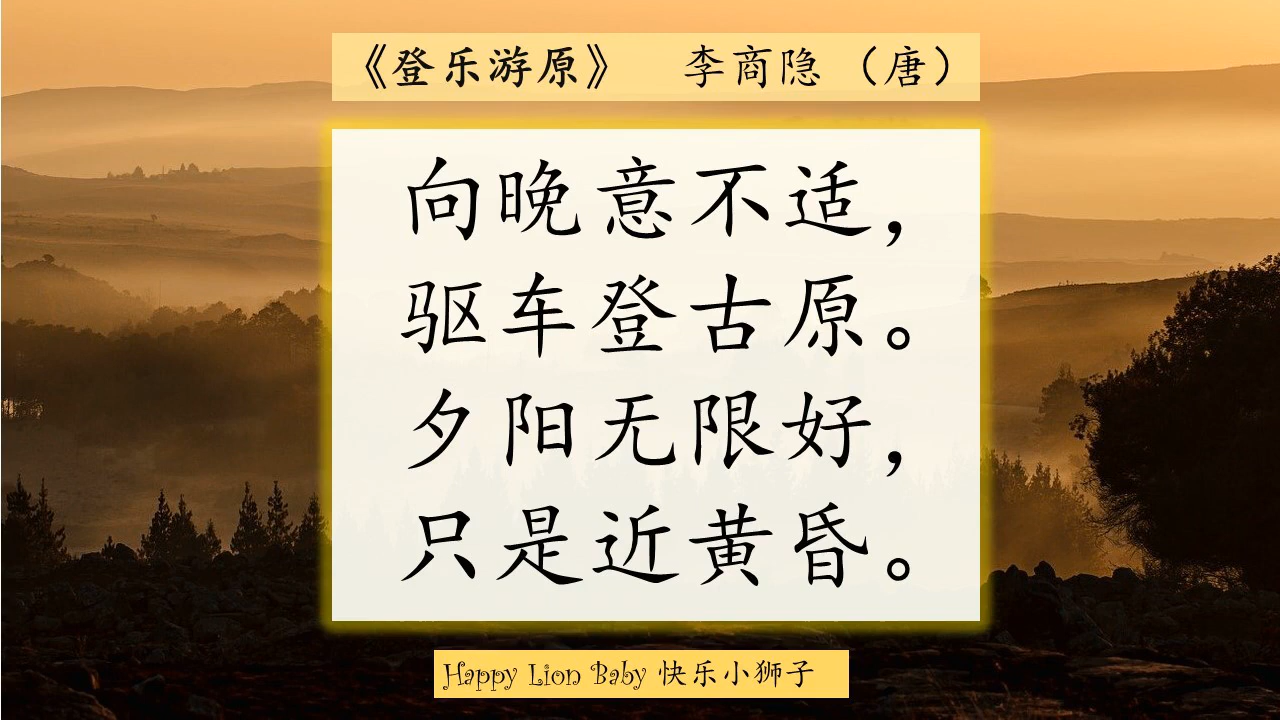 《登乐游原》 李商隐 （唐）
向晚意不适，
驱车登古原。
夕阳无限好，
只是近黄昏。
Happy Lion Baby 快乐小狮子